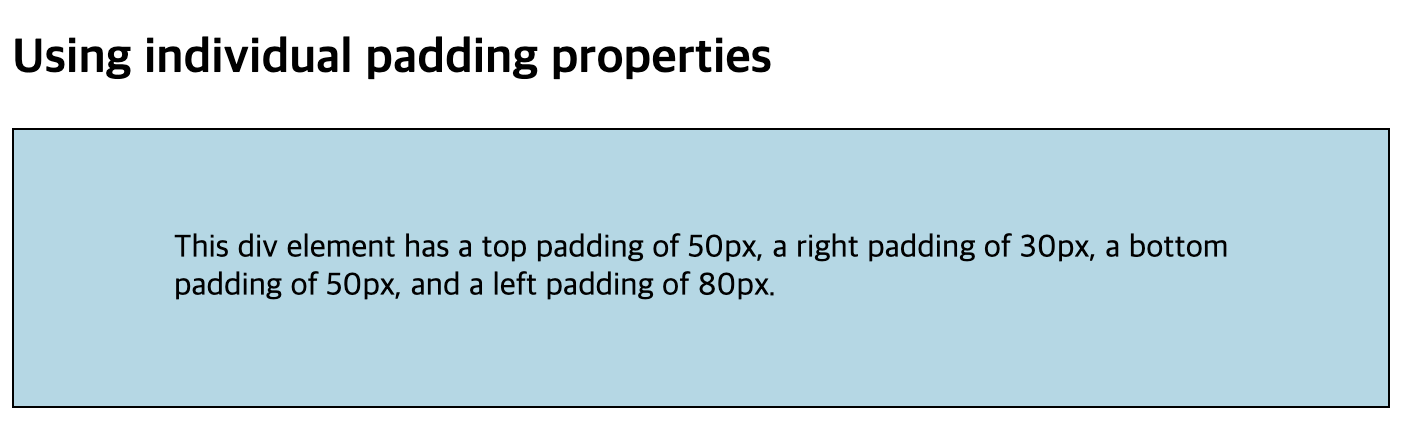 Using individual padding properties
This div element has a top padding of 50px, a right padding of 30px, a bottom
padding of 50px, and a left padding of 80px.